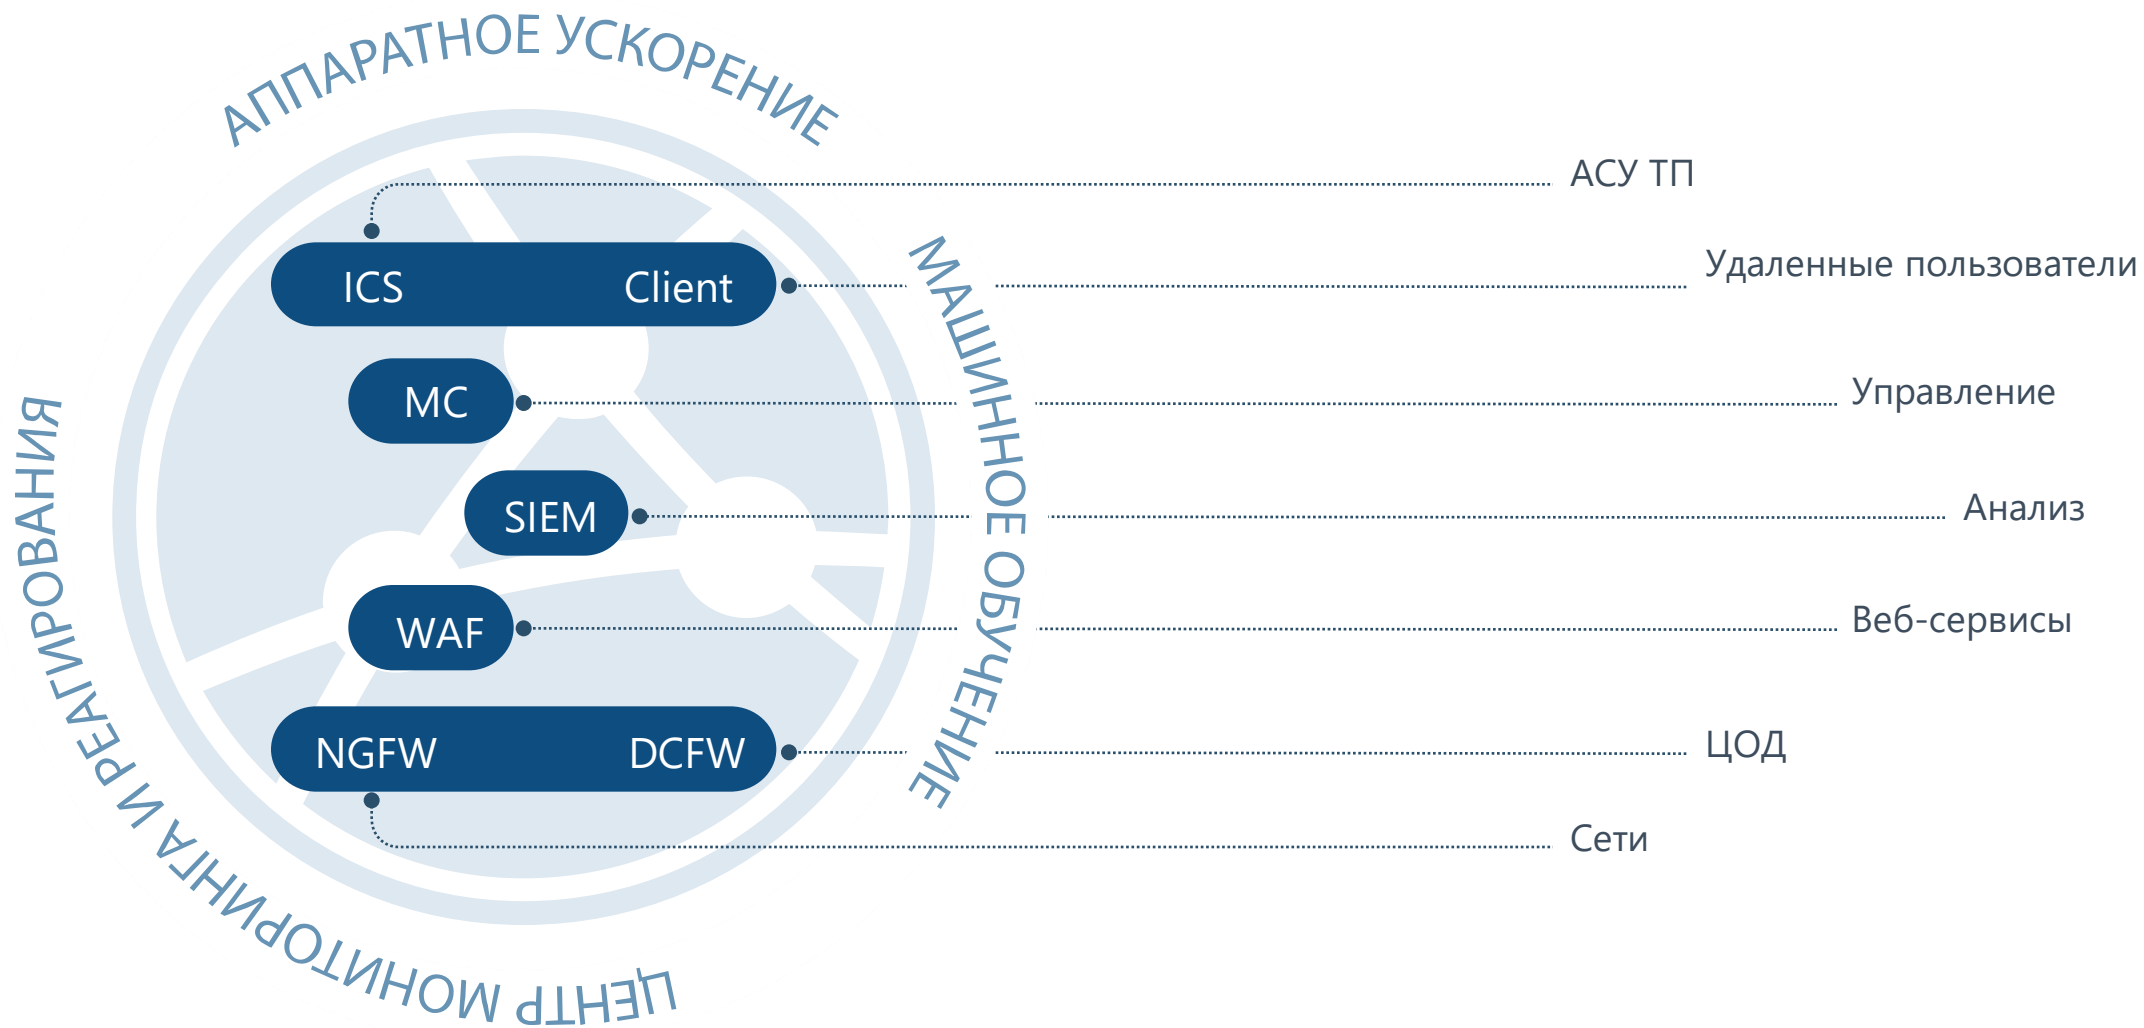 АППАРАТНОЕ УСКОРЕНИЕ
АСУ ТП
ICS Client
Удаленные пользователи
МАШИННОЕ ОБУЧЕНИЕ
MC
Управление
SIEM
Анализ
WAF
Веб-сервисы
NGFW DCFW
ЦОД
Сети
ЦЕНТР МОНИТОРИНГА И РЕАГИРОВАНИЯ